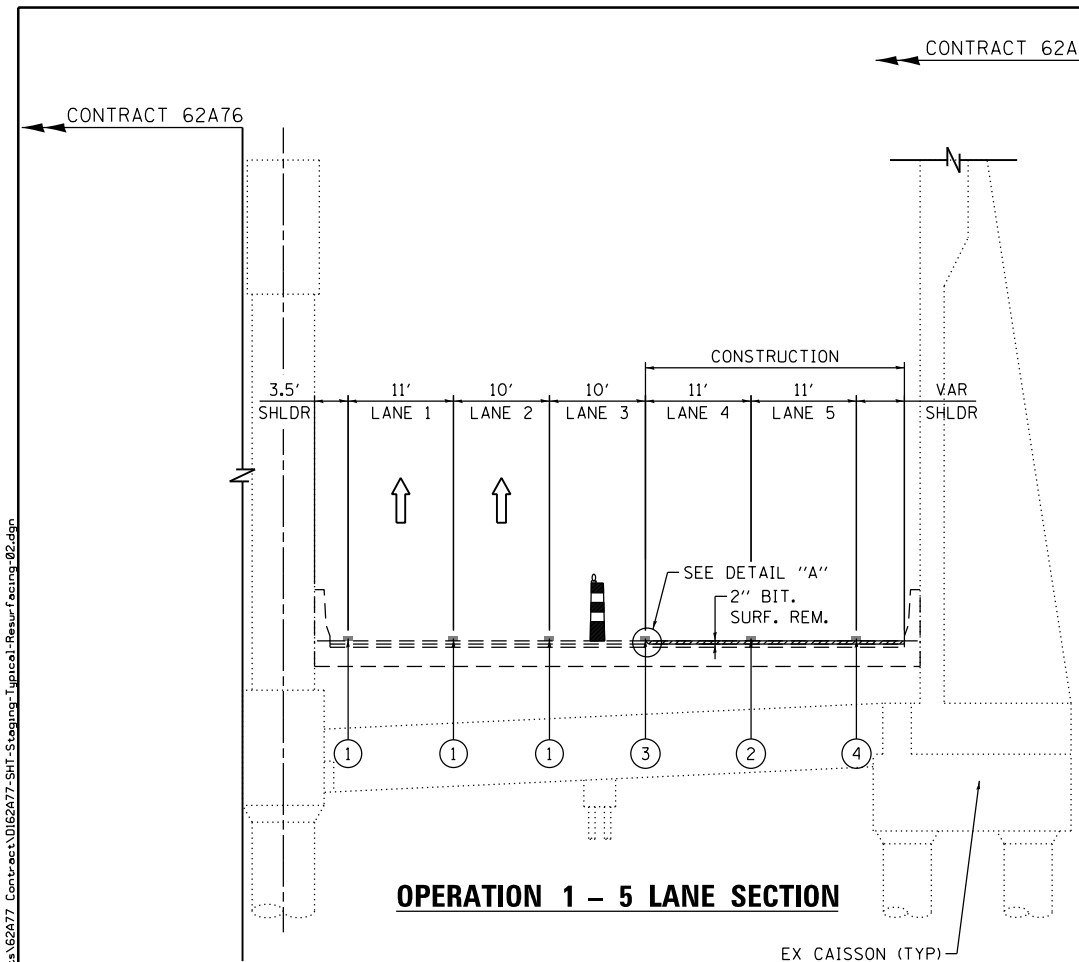 CONTRACT 62A
CONTRACT 62A76
CONSTRUCTION
3.5' 11' 10' 10' 11' 11' VAR
SHLDR LANE 1 LANE 2 LANE 3 LANE 4 LANE 5 SHLDR
SEE DETAIL "A"
2" BIT.
SURF. REM.
1 1 1 3 2 4
OPERATION 1 – 5 LANE SECTION
EX CAISSON (TYP)
62A77 Contract\D162A77-SHT-Staging-Typical-Resurfacing-02.dgn